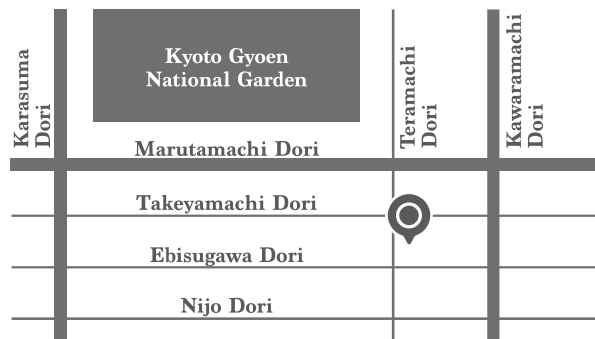 Kyoto Gyoen
National Garden
Karasuma
Dori
Teramachi
Dori
Kawaramachi
Dori
Marutamachi Dori
Takeyamachi Dori
Ebisugawa Dori
Nijo Dori